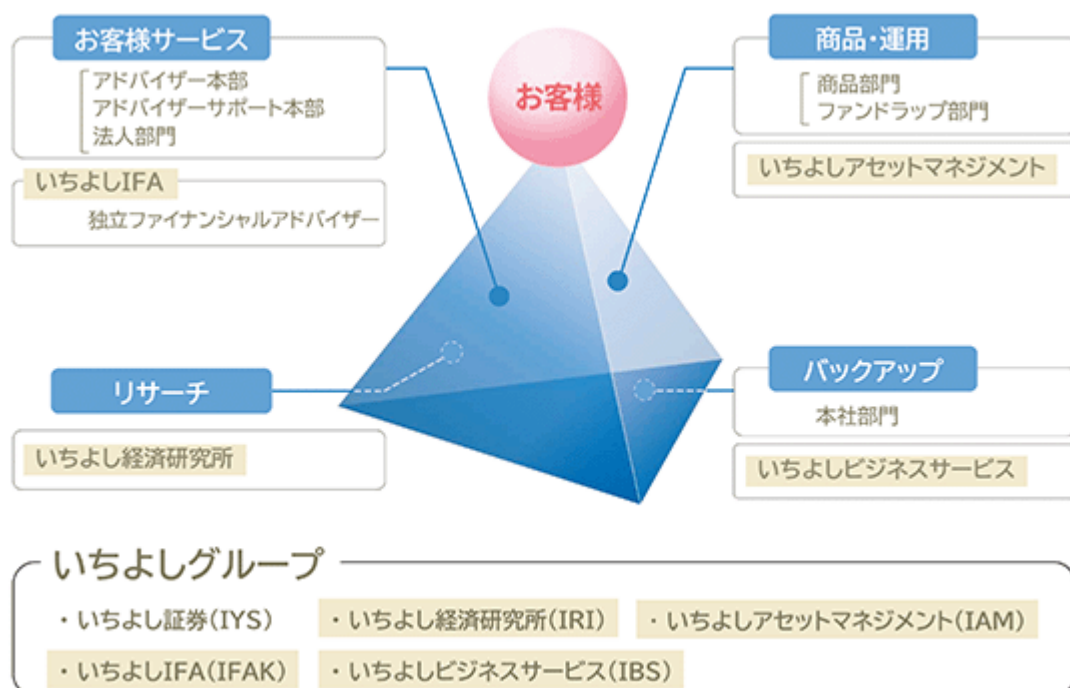 お客様サービス
アドバイザー本部
アドバイザーサポート本部
法人部門
いちよしIFA
独立ファイナンシャルアドバイザー
お客様
商品・運用
商品部門
ファンドラップ部門
いちよしアセットマネジメント
リサーチ
いちよし経済研究所
バックアップ
本社部門
いちよしビジネスサービス
いちよしグループ
・いちよし証券(IYS) ・いちよし経済研究所(IRI) ・いちよしアセットマネジメント(IAM)
・いちよしIFA(IFAK) ・いちよしビジネスサービス(IBS)